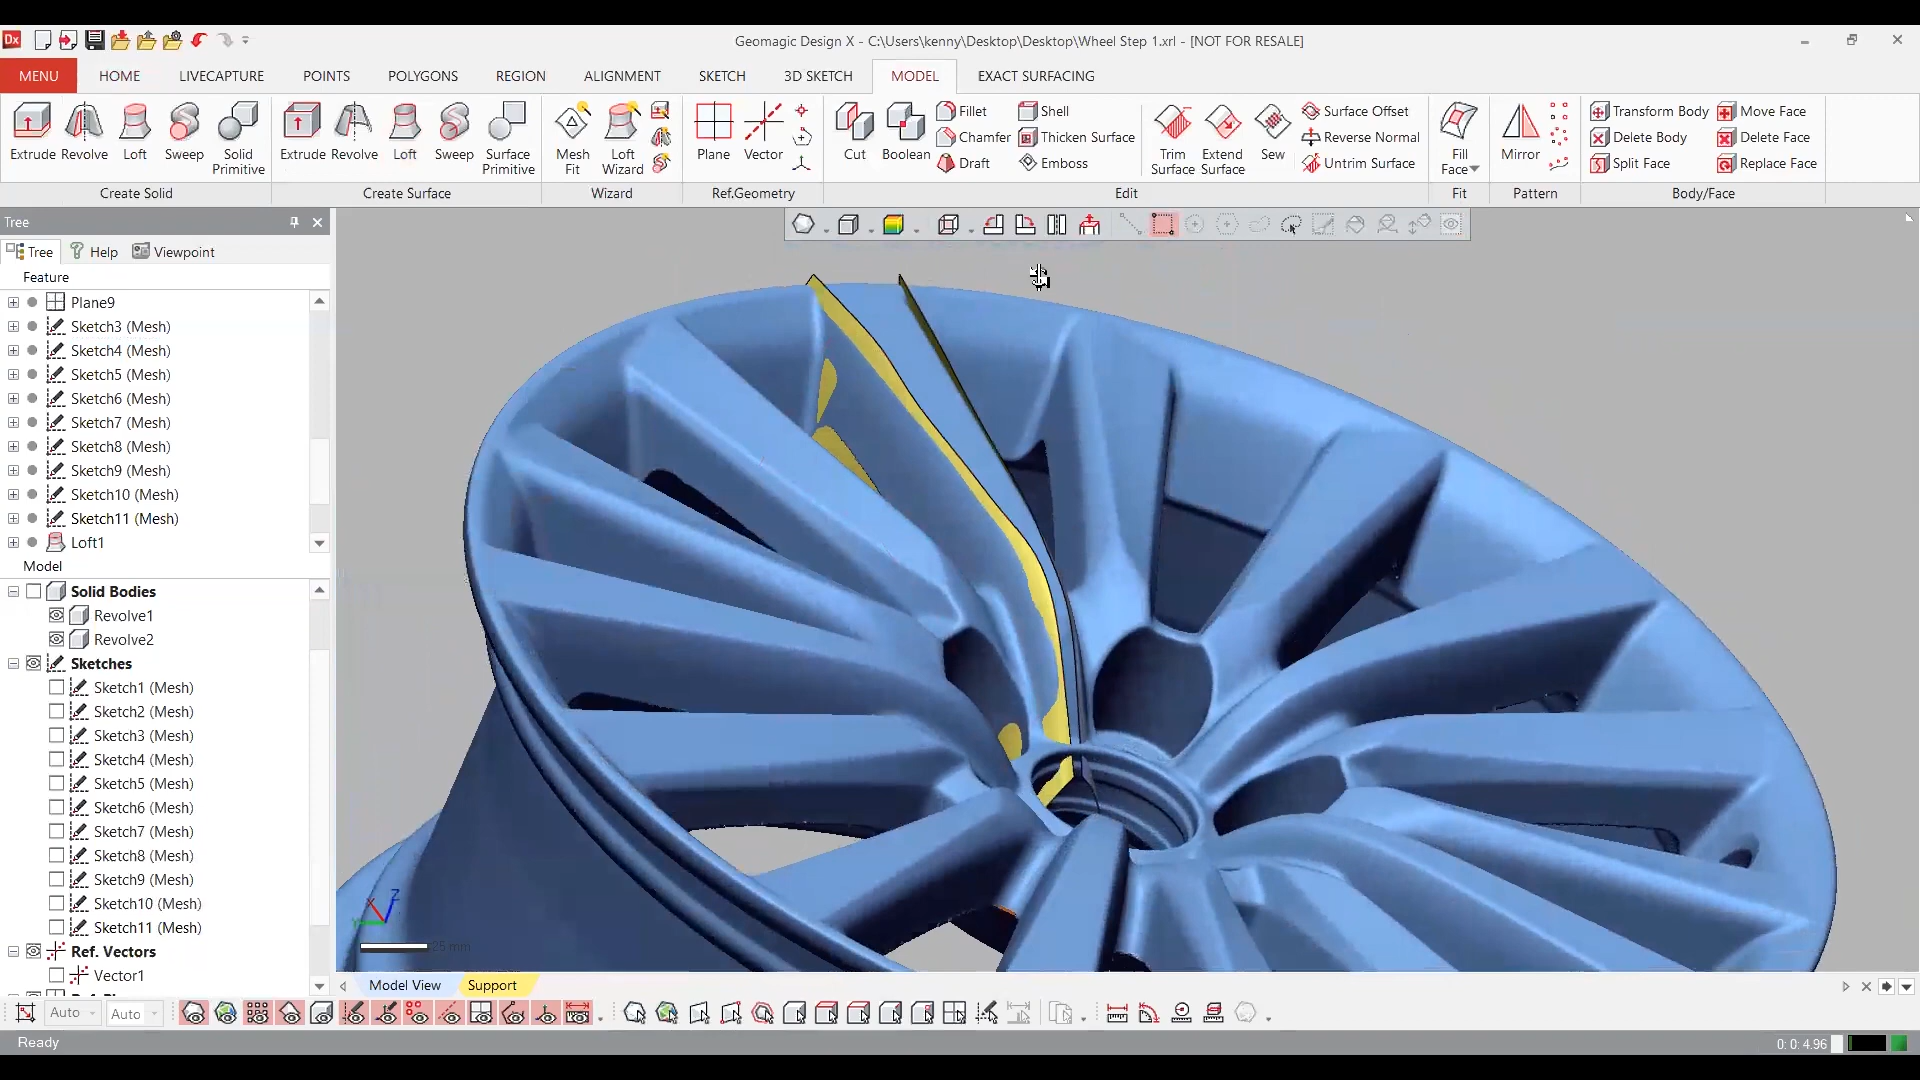 Dx
Geomagic Design X - C:\Users\kenny\Desktop\Desktop\Wheel Step 1.xrl - [NOT FOR RESALE]
MENU HOME LIVECAPTURE POINTS POLYGONS REGION ALIGNMENT SKETCH 3D SKETCH MODEL EXACT SURFACING
Fillet Shell Surface Offset Transform Body Move Face
Chamfer Thicken Surface Reverse Normal Delete Body Delete Face
Extrude Revolve Loft Sweep Solid Primitive Extrude Revolve Loft Sweep Surface Primitive Mesh Fit Loft Wizard Plane Vector Cut Boolean Draft Emboss Trim Surface Extend Surface Sew Untrim Surface Fill Face Mirror Split Face Replace Face
Create Solid Create Surface Wizard Ref.Geometry Edit Fit Pattern Body/Face
Tree
Tree Help Viewpoint
Feature
Plane9
Sketch3 (Mesh)
Sketch4 (Mesh)
Sketch5 (Mesh)
Sketch6 (Mesh)
Sketch7 (Mesh)
Sketch8 (Mesh)
Sketch9 (Mesh)
Sketch10 (Mesh)
Sketch11 (Mesh)
Loft1
Model
Solid Bodies
Revolve1
Revolve2
Sketches
Sketch1 (Mesh)
Sketch2 (Mesh)
Sketch3 (Mesh)
Sketch4 (Mesh)
Sketch5 (Mesh)
Sketch6 (Mesh)
Sketch7 (Mesh)
Sketch8 (Mesh)
Sketch9 (Mesh)
Sketch10 (Mesh)
Sketch11 (Mesh)
Ref. Vectors
Vector1
Z
25 mm
Model View Support
Auto Auto
Ready 0: 0: 4.96